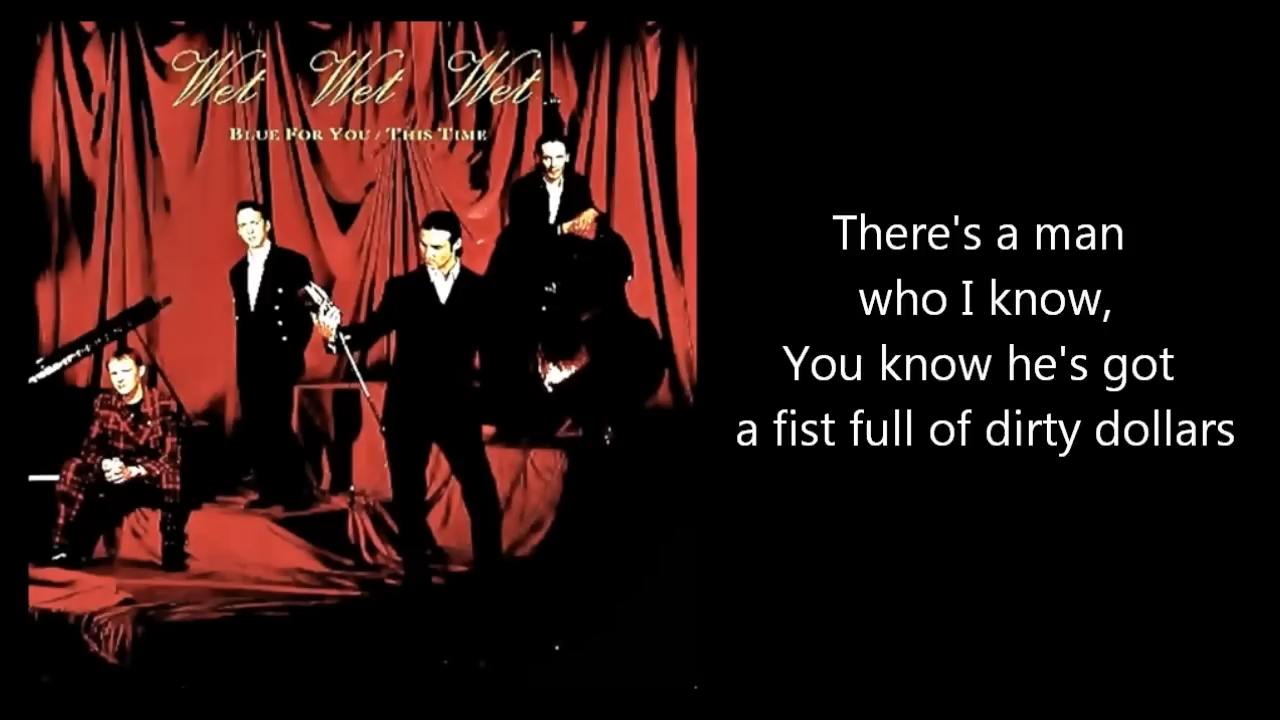 Wet Wet Wet
BLUE FOR YOU / THIS TIME
There's a man
who I know,
You know he's got
a fist full of dirty dollars